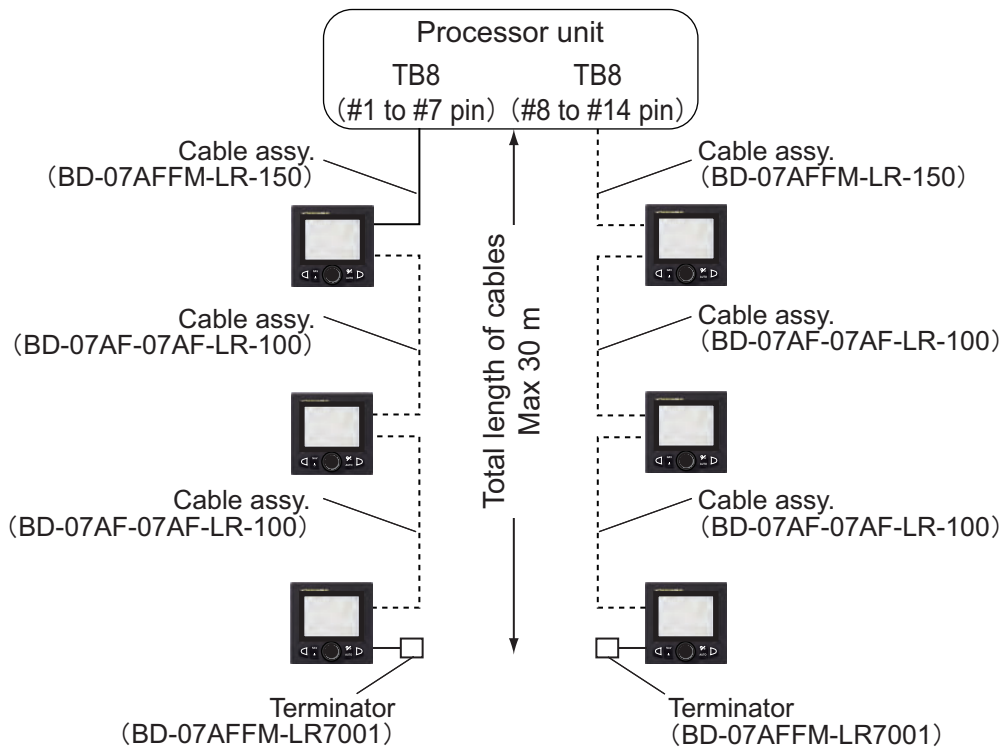 Processor unit
TB8 TB8
（#1 to #7 pin）（#8 to #14 pin）
Cable assy.
（BD-07AFFM-LR-150）
Cable assy.
（BD-07AFFM-LR-150）
Total length of cables
Max 30 m
Cable assy.
（BD-07AF-07AF-LR-100）
Cable assy.
（BD-07AF-07AF-LR-100）
Cable assy.
（BD-07AF-07AF-LR-100）
Cable assy.
（BD-07AF-07AF-LR-100）
Terminator
（BD-07AFFM-LR7001）
Terminator
（BD-07AFFM-LR7001）